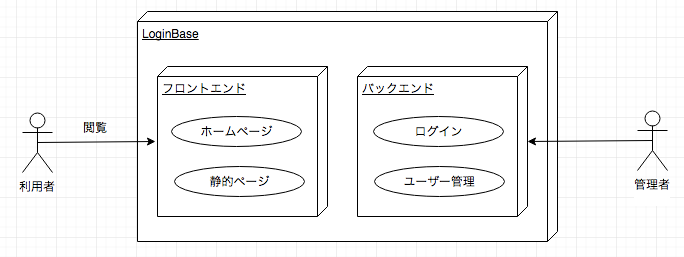 LoginBase
フロントエンド
バックエンド
ホームページ
ログイン
閲覧
静的ページ
ユーザー管理
利用者
管理者